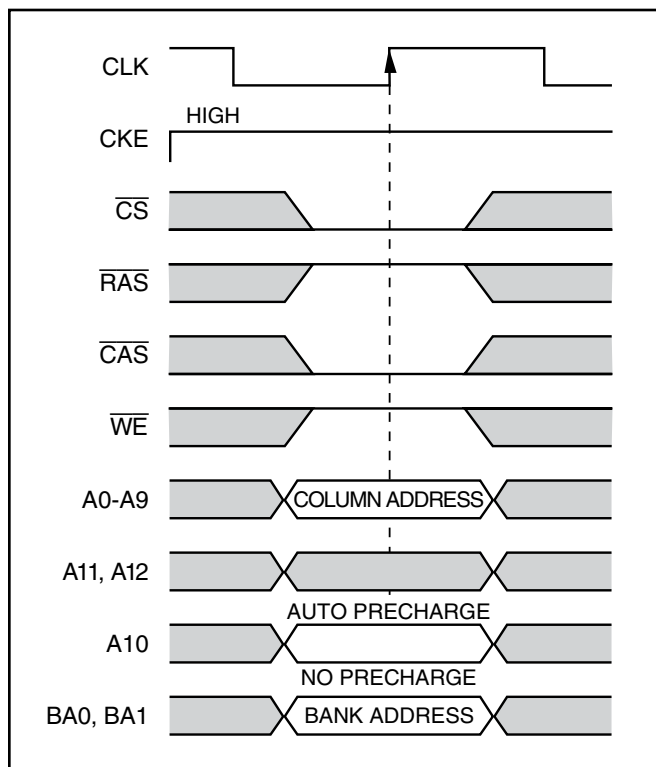 CLK
HIGH
CKE
CS
RAS
CAS
WE
A0-A9 COLUMN ADDRESS
A11, A12
AUTO PRECHARGE
A10
NO PRECHARGE
BA0, BA1 BANK ADDRESS